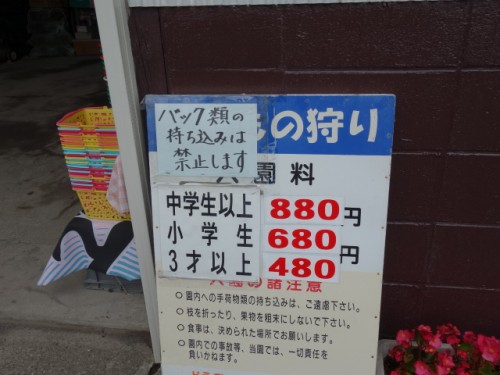 バック類の
持ち込みは
禁止します
もの狩り
入園料
中学生以上 880円
小学生 680円
3才以上 480
入園の諸注意
○園内への手荷物類の持ち込みは、ご遠慮下さい。
○枝を折ったり、果物を粗末にしないで下さい。
○食事は、決められた場所でお願いします。
○園内での事故等、当園では、一切責任を
負いかねます。